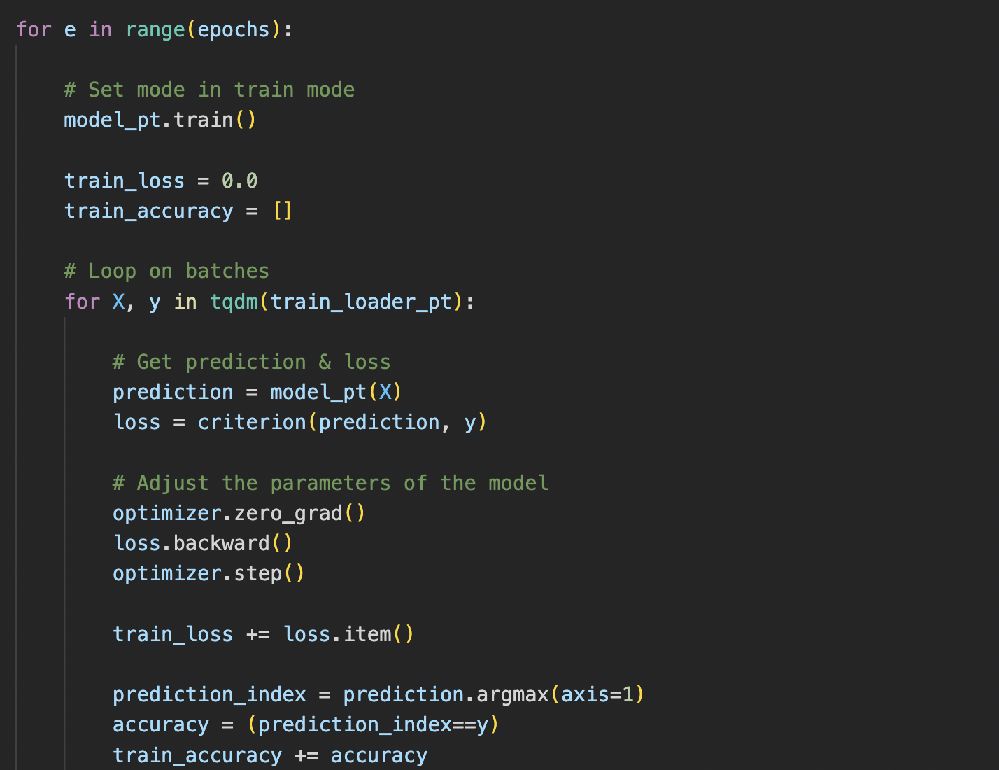 for e in range(epochs):
# Set mode in train mode
model_pt.train()
train_loss = 0.0
train_accuracy = []
# Loop on batches
for X, y in tqdm(train_loader_pt):
# Get prediction & loss
prediction = model_pt(X)
loss = criterion(prediction, y)
# Adjust the parameters of the model
optimizer.zero_grad()
loss.backward()
optimizer.step()
train_loss += loss.item()
prediction_index = prediction.argmax(axis=1)
accuracy = (prediction_index==y)
train_accuracy += accuracy